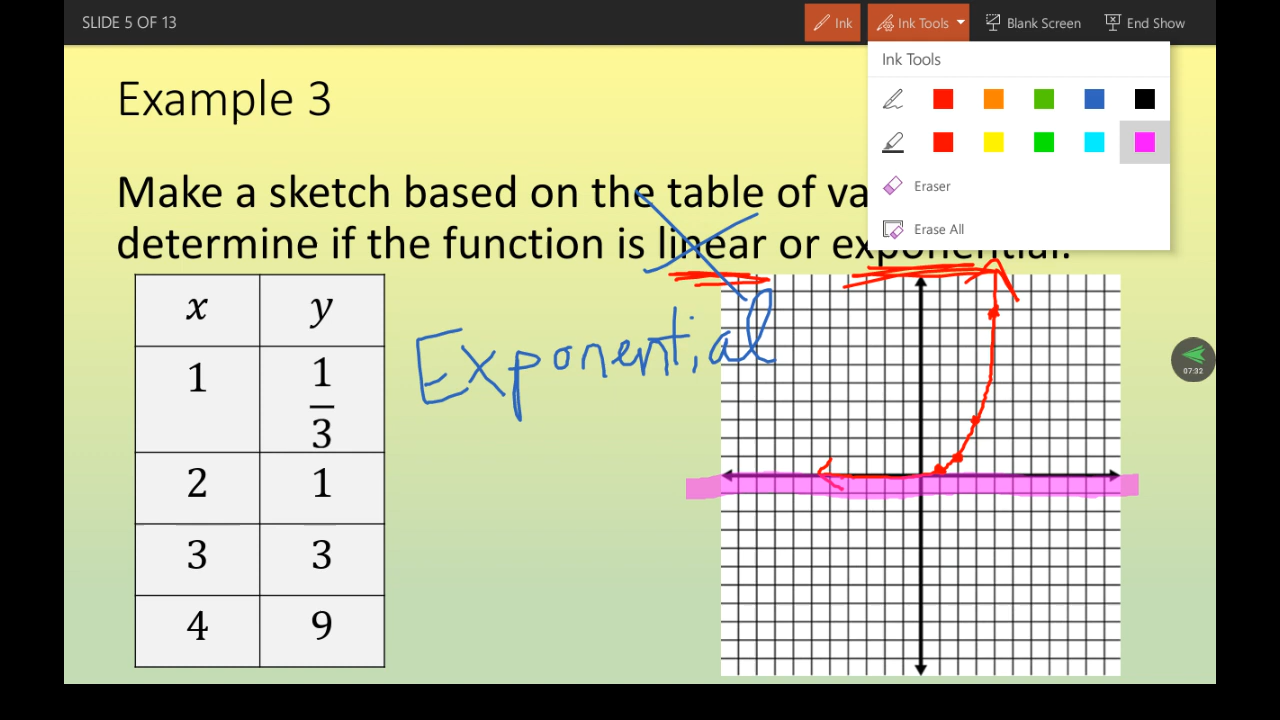 SLIDE 5 OF 13
Ink
Ink Tools
Blank Screen
End Show
Ink Tools
Eraser
Erase All
Example 3
Make a sketch based on the table of va
determine if the function is linear or exponential.
x y
1 1/3
2 1
3 3
4 9
Exponential
07:32